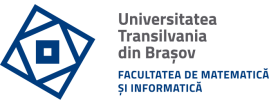 Universitatea
Transilvania
din Brașov
FACULTATEA DE MATEMATICĂ
ȘI INFORMATICĂ